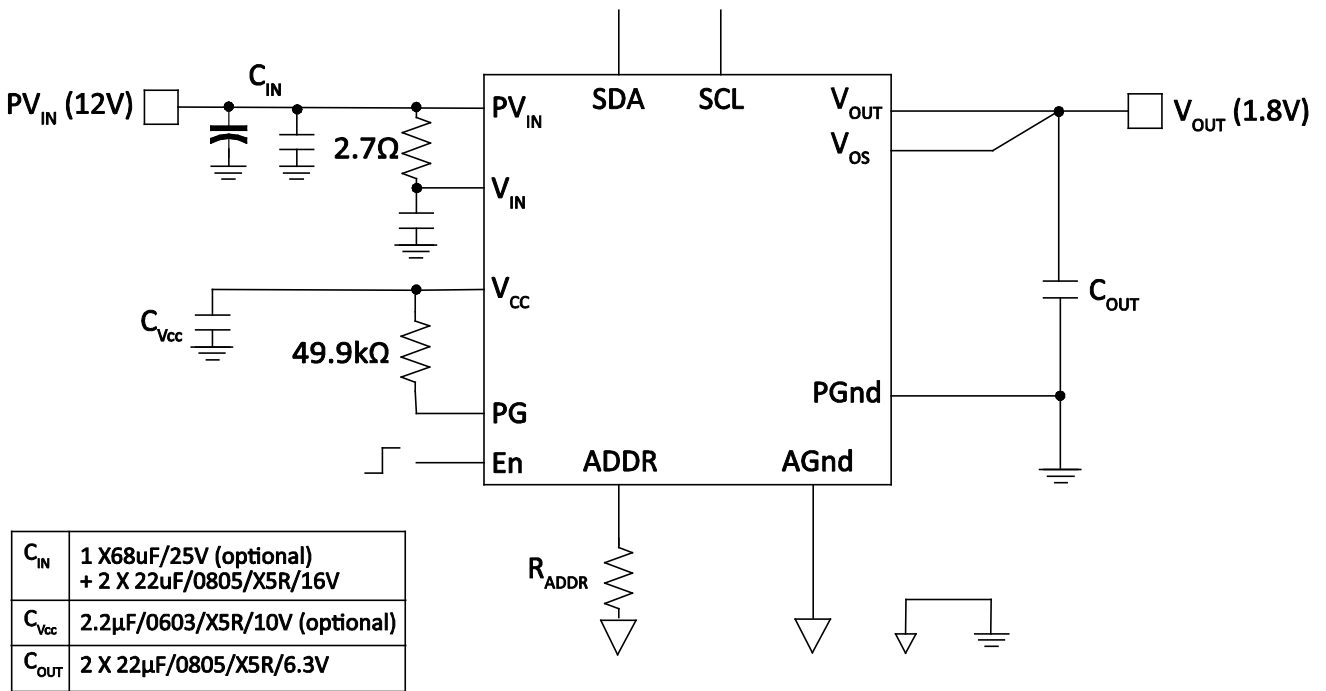 SDA
SCL
C_IN
PV_IN (12V)
PV_IN
V_OUT
V_OUT (1.8V)
V_OS
2.7Ω
V_IN
V_CC
C_OUT
C_Vcc
49.9kΩ
PGnd
PG
En
ADDR
AGnd
R_ADDR
C_IN 1 X68uF/25V (optional)
+ 2 X 22uF/0805/X5R/16V
C_Vcc 2.2µF/0603/X5R/10V (optional)
C_OUT 2 X 22µF/0805/X5R/6.3V